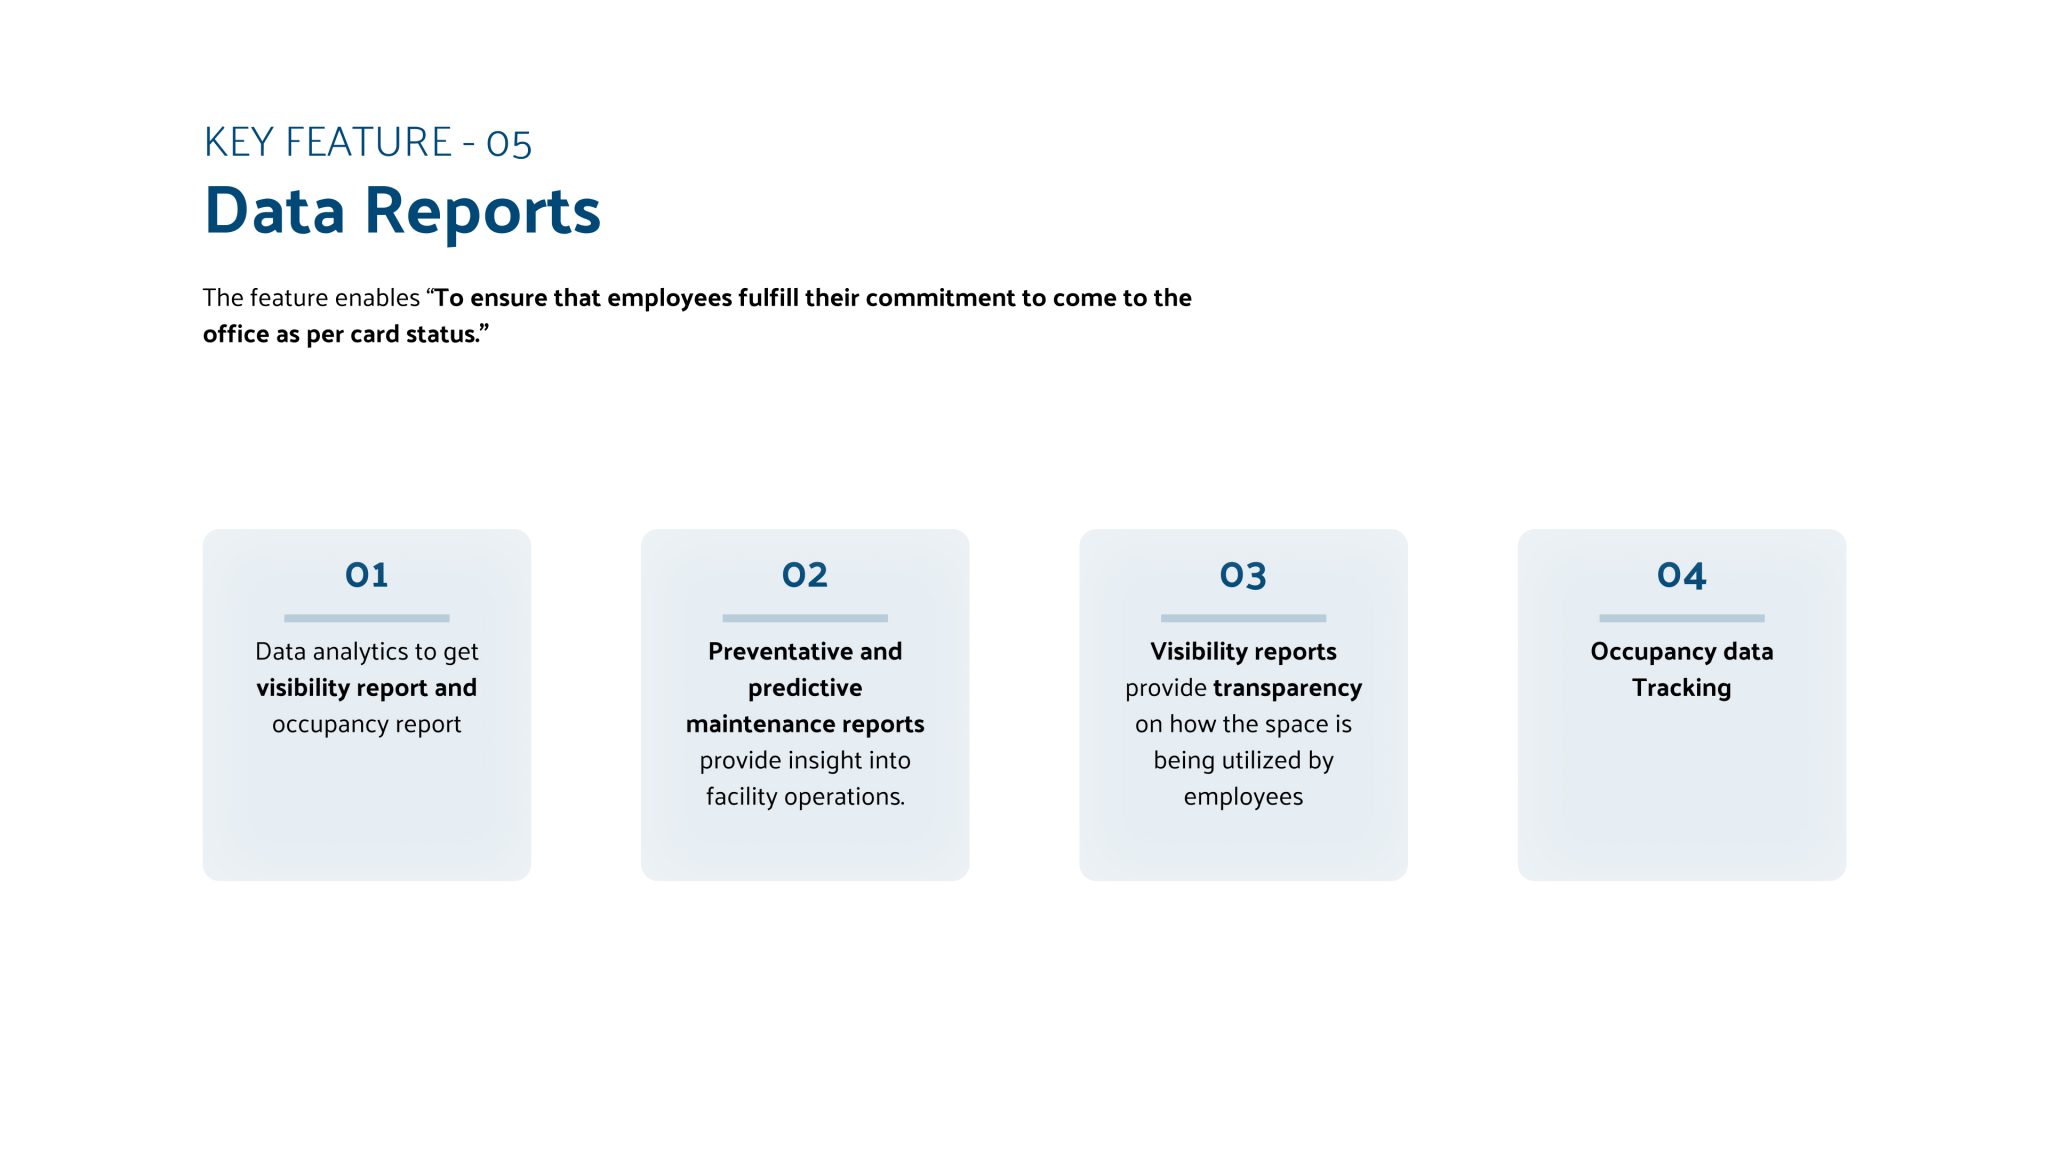 KEY FEATURE - 05
Data Reports
The feature enables “To ensure that employees fulfill their commitment to come to the
office as per card status.”
01
Data analytics to get
visibility report and
occupancy report
02
Preventative and
predictive
maintenance reports
provide insight into
facility operations.
03
Visibility reports
provide transparency
on how the space is
being utilized by
employees
04
Occupancy data
Tracking